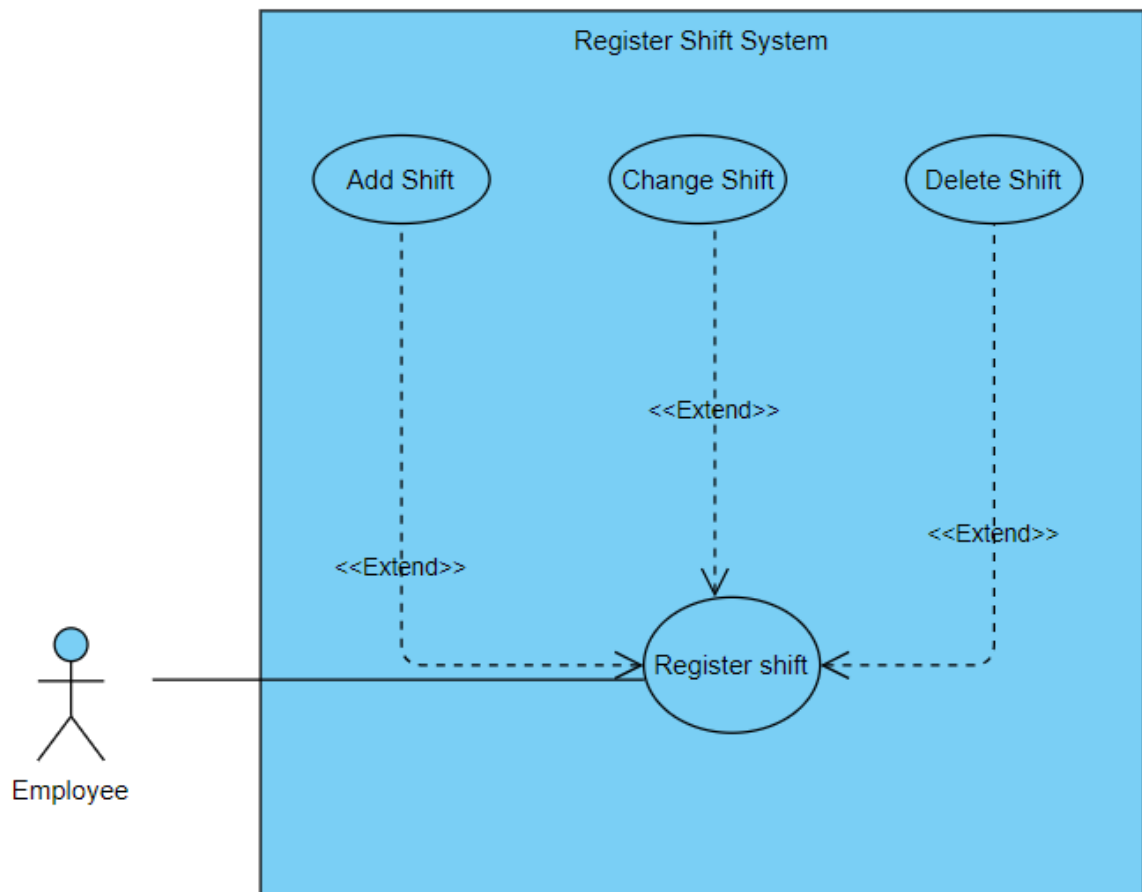 Register Shift System
Add Shift
Change Shift
Delete Shift
<<Extend>>
<<Extend>>
<<Extend>>
Register shift
Employee